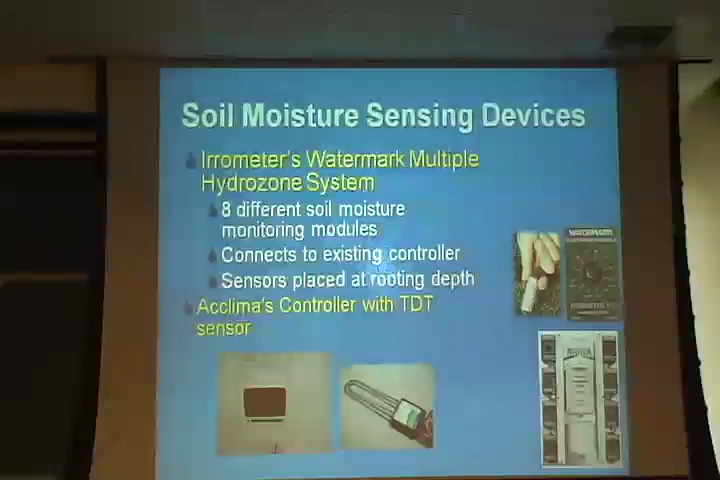 Soil Moisture Sensing Devices
Irrometer's Watermark Multiple
Hydrozone System
8 different soil moisture
monitoring modules
Connects to existing controller
Sensors placed at rooting depth
Acclima's Controller with TDT
sensor
WATERMARK